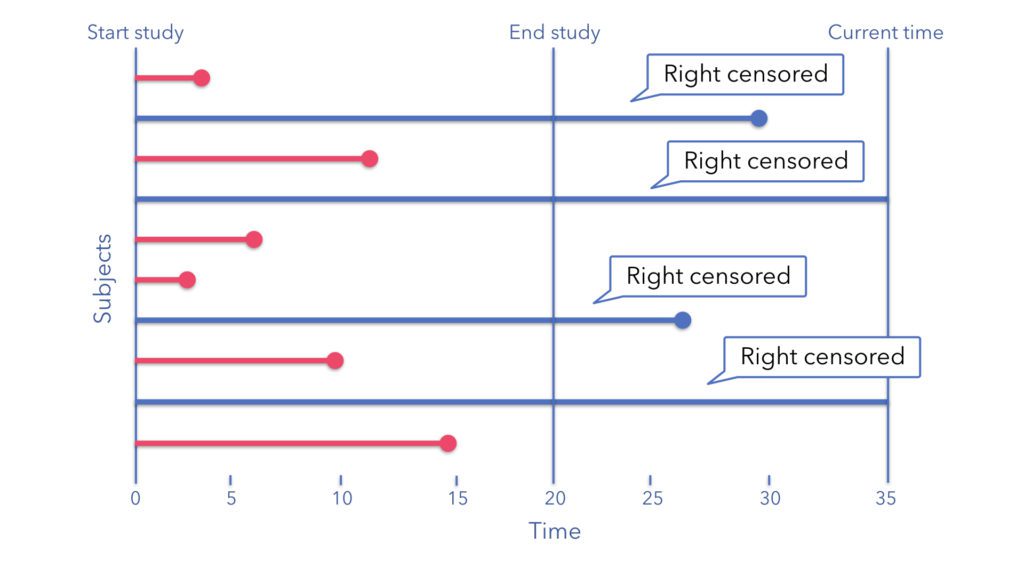 Start study
End study
Current time
Right censored
Right censored
Subjects
Right censored
Right censored
0 5 10 15 20 25 30 35
Time